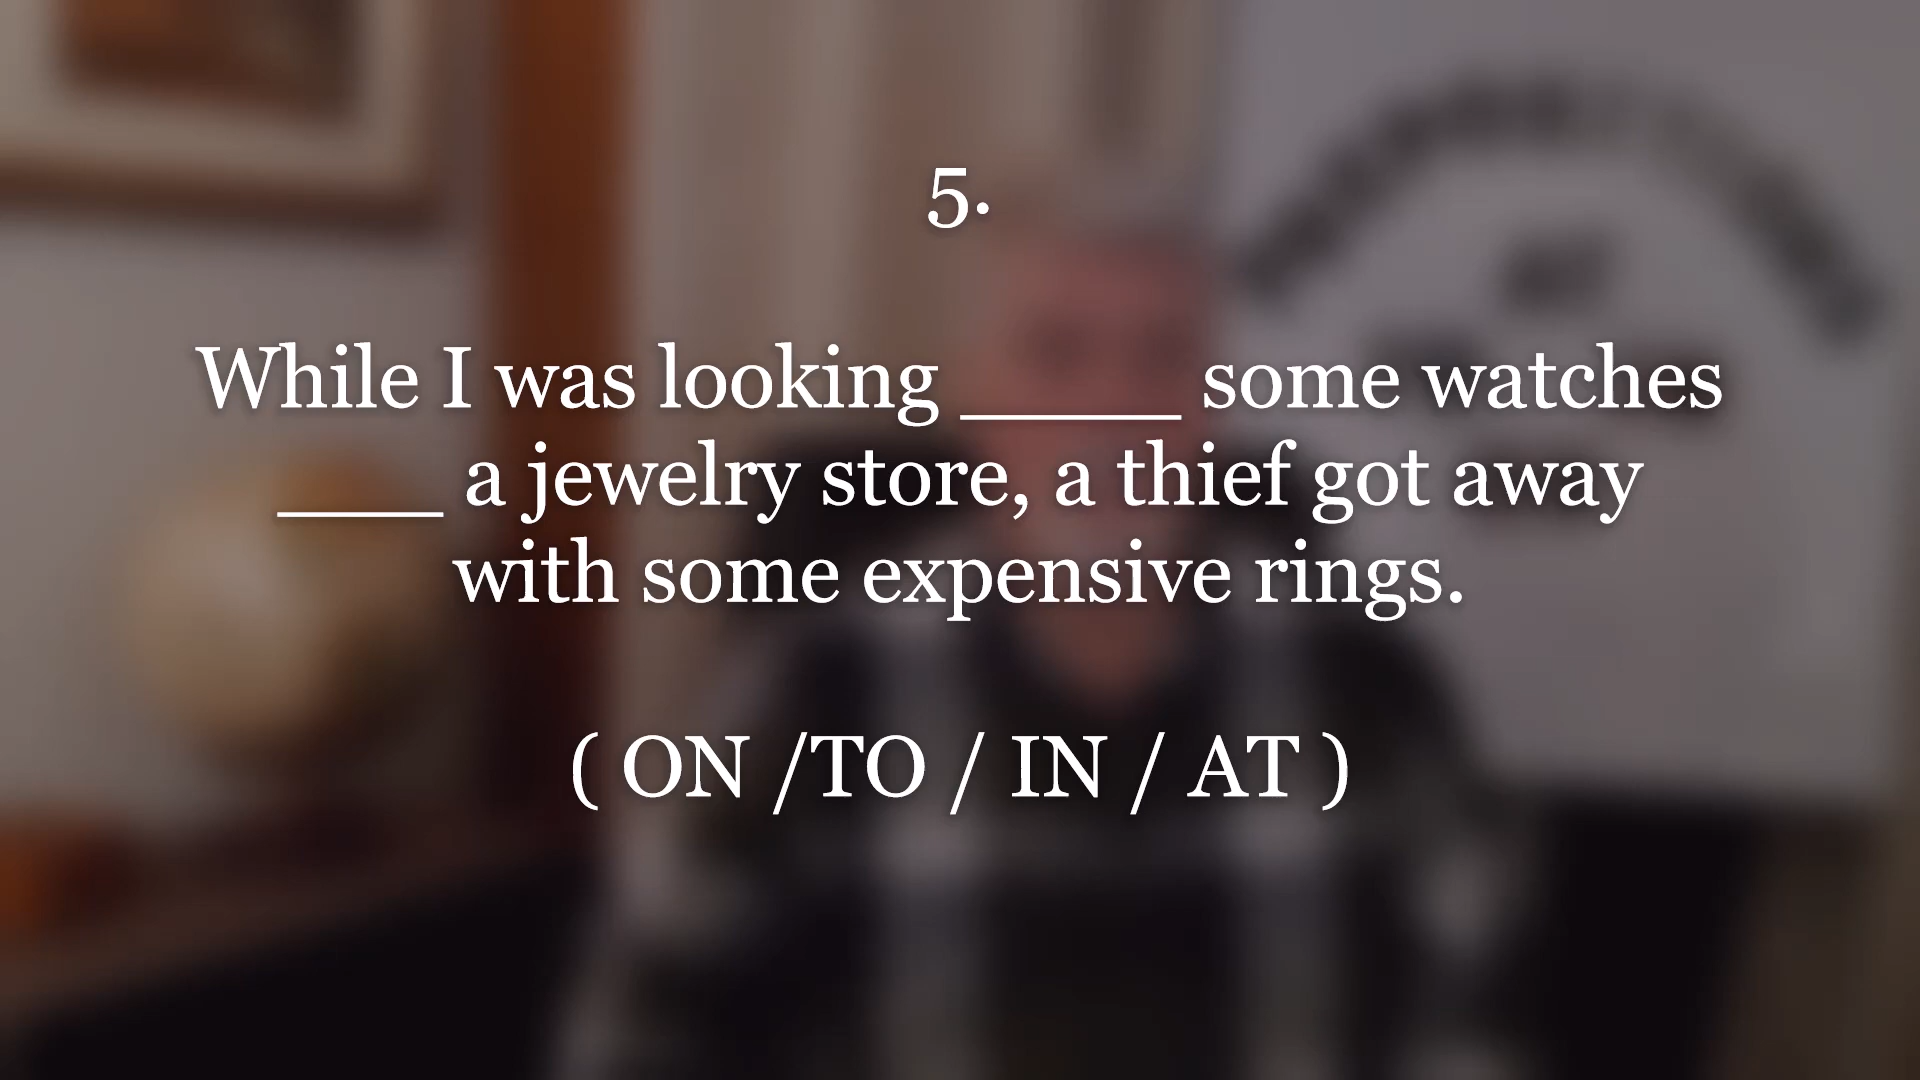 5.
While I was looking ____ some watches
___ a jewelry store, a thief got away
with some expensive rings.
( ON /TO / IN / AT )